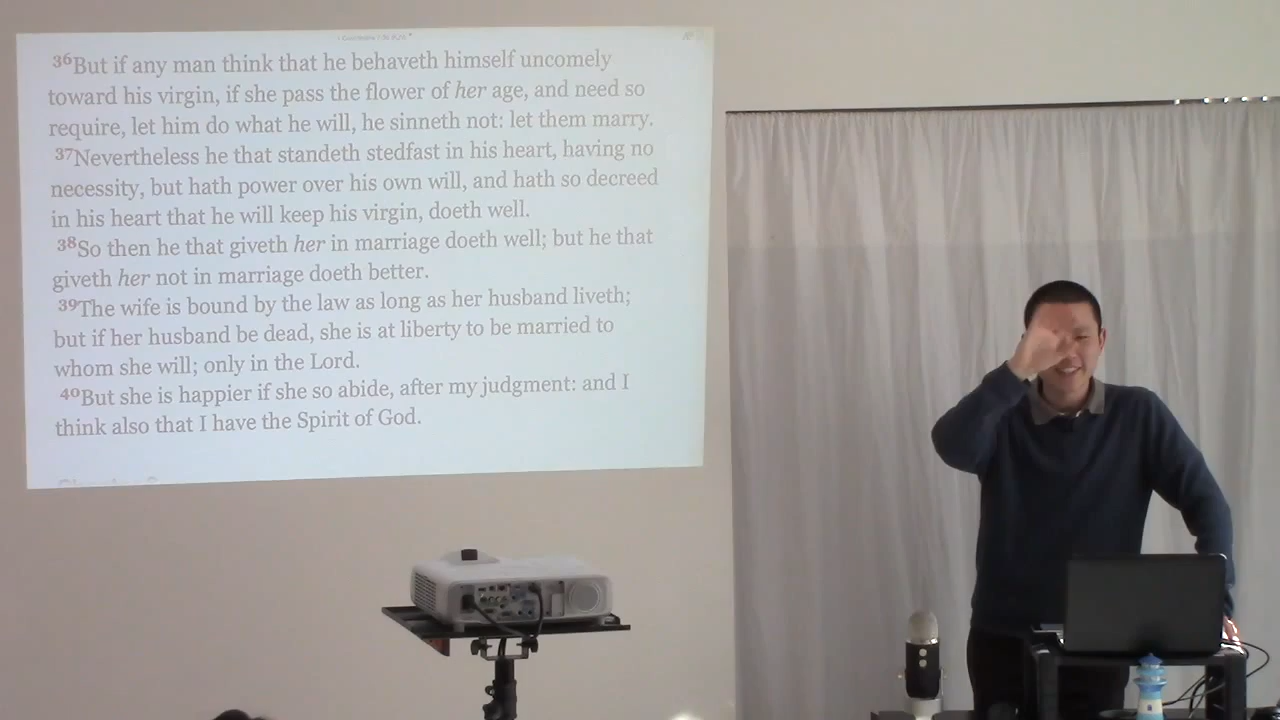 36But if any man think that he behaveth himself uncomely
toward his virgin, if she pass the flower of her age, and need so
require, let him do what he will, he sinneth not: let them marry.
37Nevertheless he that standeth stedfast in his heart, having no
necessity, but hath power over his own will, and hath so decreed
in his heart that he will keep his virgin, doeth well.
38So then he that giveth her in marriage doeth well; but he that
giveth her not in marriage doeth better.
39The wife is bound by the law as long as her husband liveth;
but if her husband be dead, she is at liberty to be married to
whom she will; only in the Lord.
40But she is happier if she so abide, after my judgment: and I
think also that I have the Spirit of God.